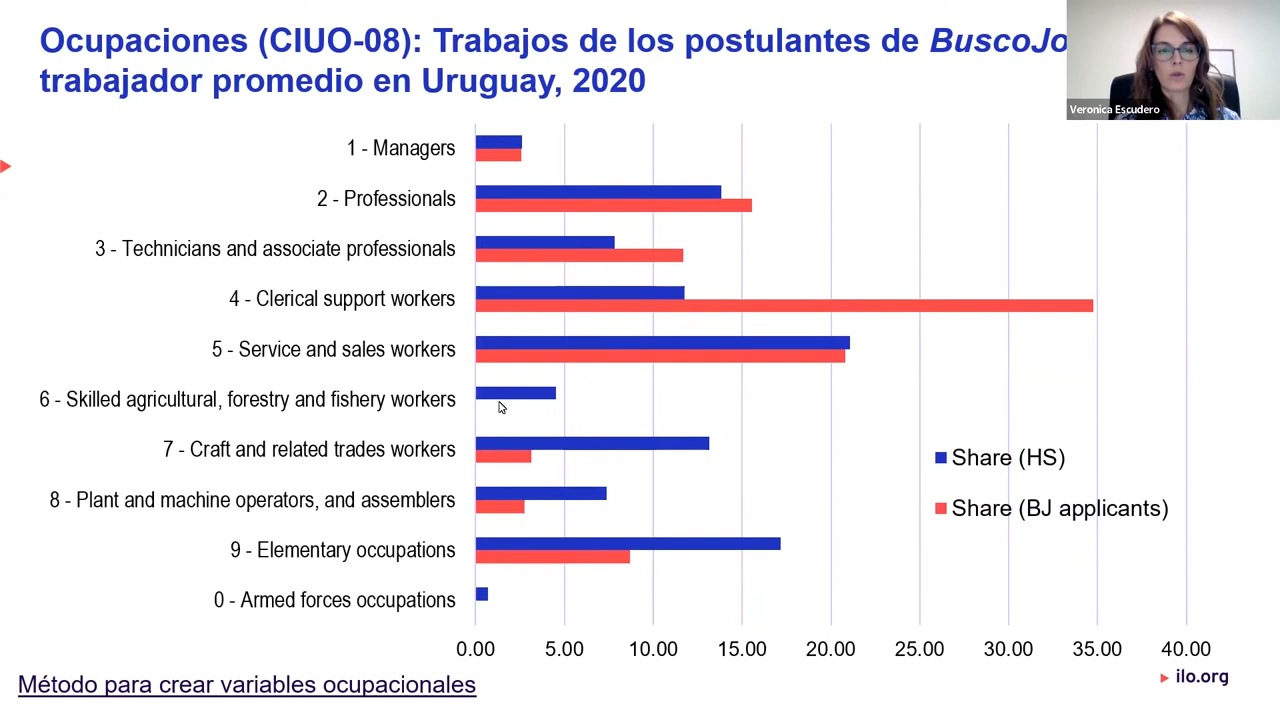 Ocupaciones (CIUO-08): Trabajos de los postulantes de BuscoJo
trabajador promedio en Uruguay, 2020
Veronica Escudero
1 - Managers
2 - Professionals
3 - Technicians and associate professionals
4 - Clerical support workers
5 - Service and sales workers
6 - Skilled agricultural, forestry and fishery workers
7 - Craft and related trades workers
8 - Plant and machine operators, and assemblers
9 - Elementary occupations
0 - Armed forces occupations
Share (HS)
Share (BJ applicants)
0.00 5.00 10.00 15.00 20.00 25.00 30.00 35.00 40.00
Método para crear variables ocupacionales
ilo.org